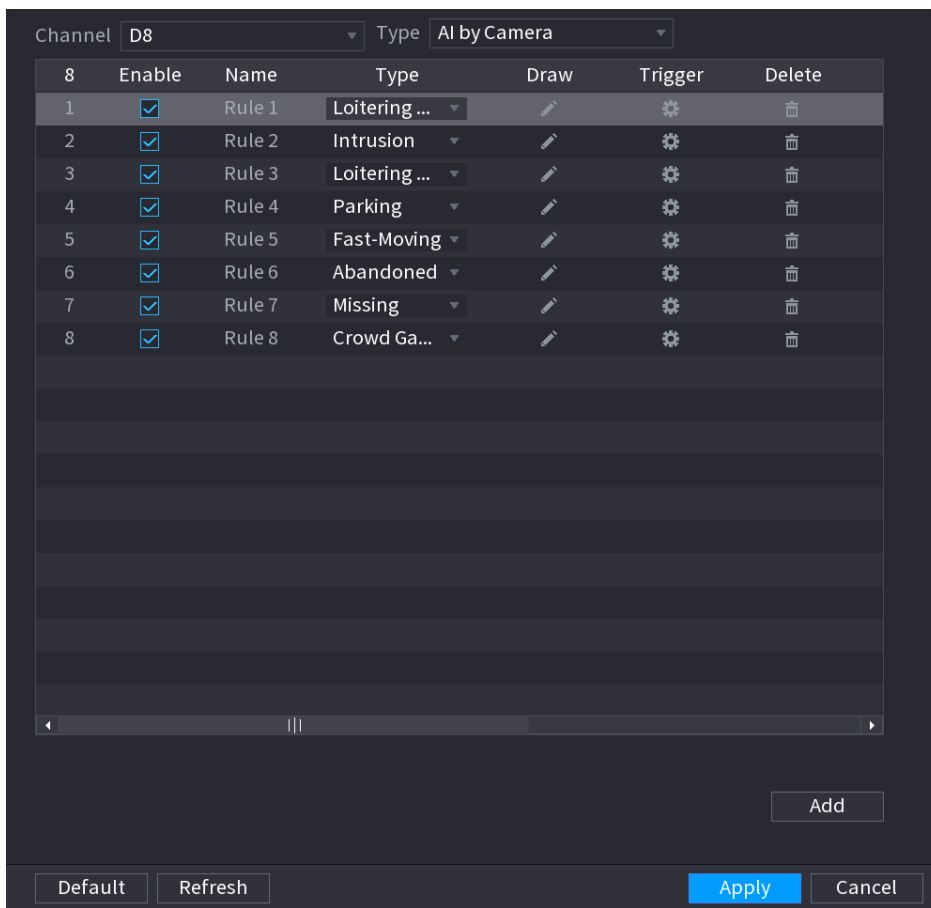 Channel D8 Type AI by Camera
8 Enable Name Type Draw Trigger Delete
1 Rule 1 Loitering ...
2 Rule 2 Intrusion
3 Rule 3 Loitering ...
4 Rule 4 Parking
5 Rule 5 Fast-Moving
6 Rule 6 Abandoned
7 Rule 7 Missing
8 Rule 8 Crowd Ga...
Add
Default Refresh Apply Cancel